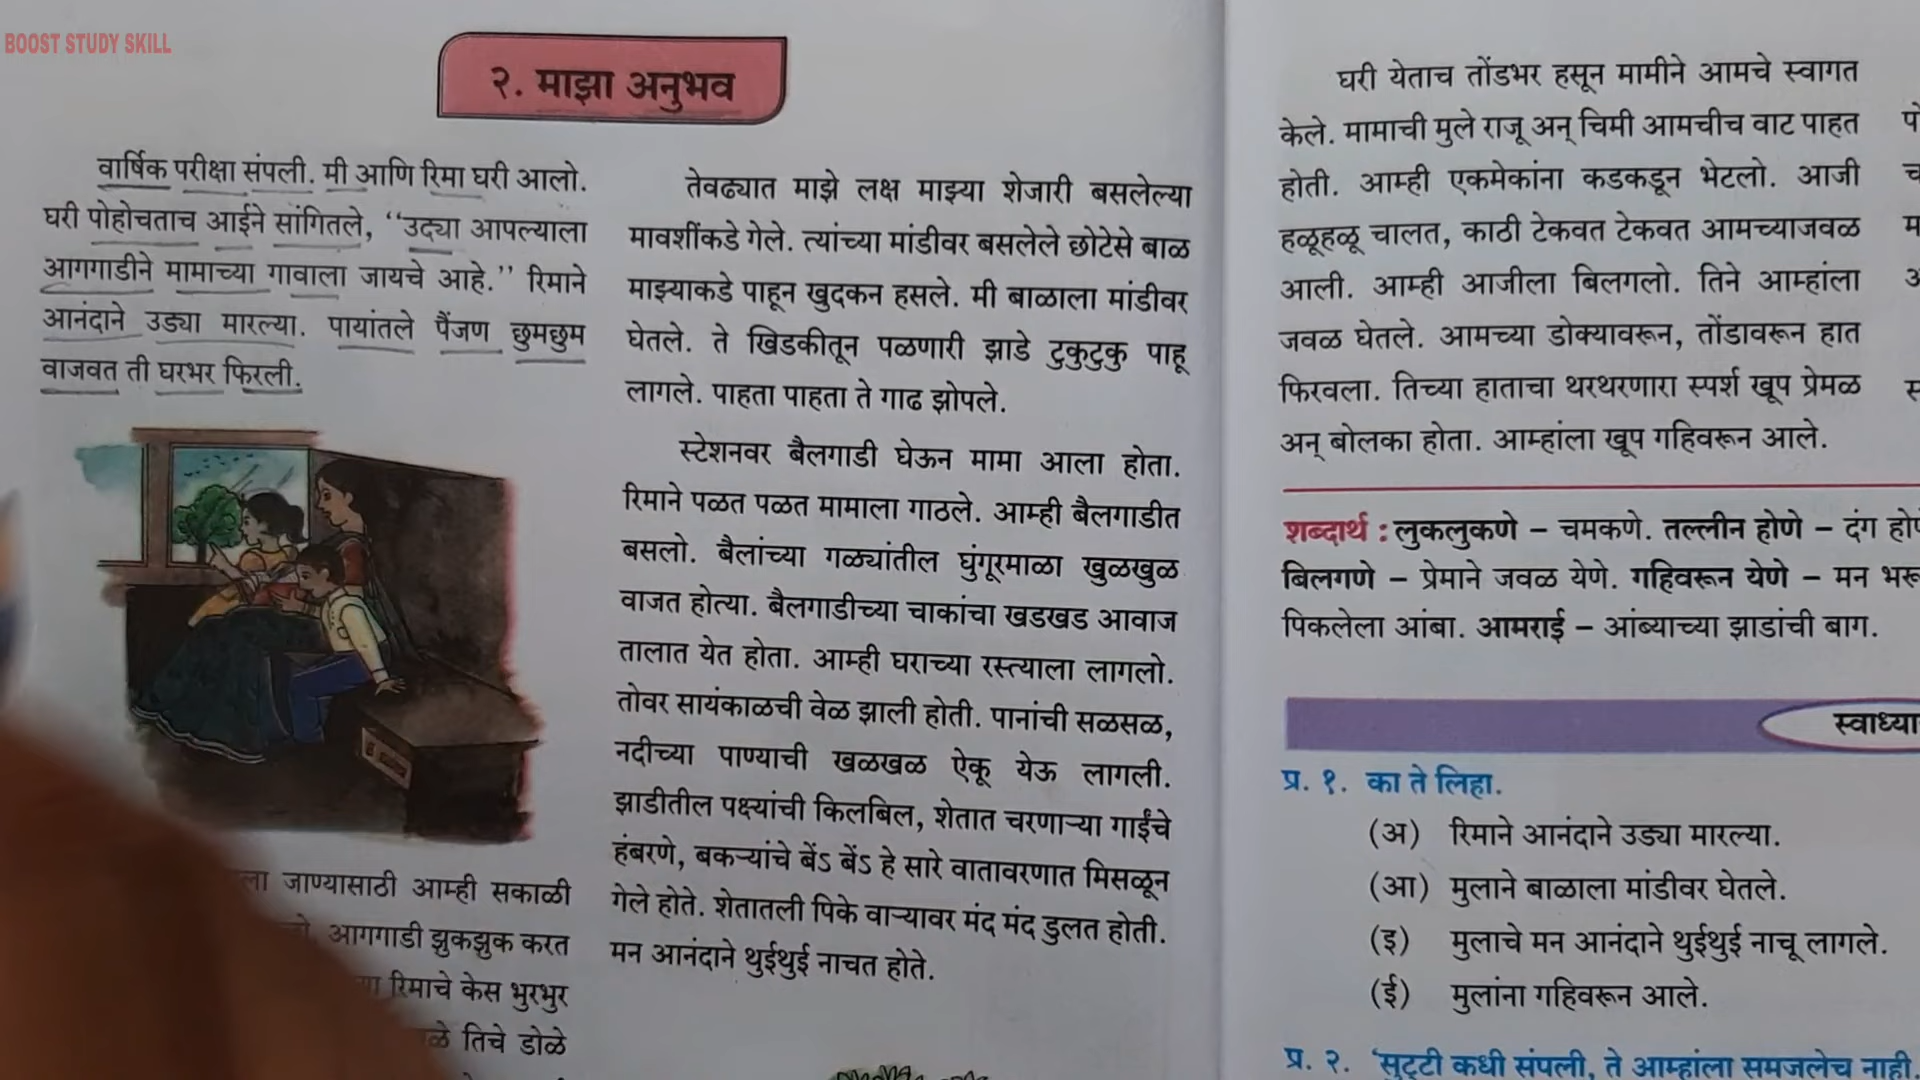 BOOST STUDY SKILL
२. माझा अनुभव
वार्षिक परीक्षा संपली. मी आणि रिमा घरी आलो.
घरी पोहोचताच आईने सांगितले, ‘‘उद्या आपल्याला
आगगाडीने मामाच्या गावाला जायचे आहे.’’ रिमाने
आनंदाने उड्या मारल्या. पायांतले पैंजण छुमछुम
वाजवत ती घरभर फिरली.
जाण्यासाठी आम्ही सकाळी
आगगाडी झुकझुक करत
रिमाचे केस भुरभुर
तिचे डोळे
तेवढ्यात माझे लक्ष माझ्या शेजारी बसलेल्या
मावशींकडे गेले. त्यांच्या मांडीवर बसलेले छोटेसे बाळ
माझ्याकडे पाहून खुदकन हसले. मी बाळाला मांडीवर
घेतले. ते खिडकीतून पळणारी झाडे टुकुटुकु पाहू
लागले. पाहता पाहता ते गाढ झोपले.
स्टेशनवर बैलगाडी घेऊन मामा आला होता.
रिमाने पळत पळत मामाला गाठले. आम्ही बैलगाडीत
बसलो. बैलांच्या गळ्यांतील घुंगूरमाळा खुळखुळ
वाजत होत्या. बैलगाडीच्या चाकांचा खडखड आवाज
तालात येत होता. आम्ही घराच्या रस्त्याला लागलो.
तोवर सायंकाळची वेळ झाली होती. पानांची सळसळ,
नदीच्या पाण्याची खळखळ ऐकू येऊ लागली.
झाडीतील पक्ष्यांची किलबिल, शेतात चरणाऱ्या गाईंचे
हंबरणे, बकऱ्यांचे बेंऽ बेंऽ हे सारे वातावरणात मिसळून
गेले होते. शेतातली पिके वाऱ्यावर मंद मंद डुलत होती.
मन आनंदाने थुईथुई नाचत होते.
घरी येताच तोंडभर हसून मामीने आमचे स्वागत
केले. मामाची मुले राजू अन् चिमी आमचीच वाट पाहत
होती. आम्ही एकमेकांना कडकडून भेटलो. आजी
हळूहळू चालत, काठी टेकवत टेकवत आमच्याजवळ
आली. आम्ही आजीला बिलगलो. तिने आम्हांला
जवळ घेतले. आमच्या डोक्यावरून, तोंडावरून हात
फिरवला. तिच्या हाताचा थरथरणारा स्पर्श खूप प्रेमळ
अन् बोलका होता. आम्हांला खूप गहिवरून आले.
शब्दार्थ : लुकलुकणे – चमकणे. तल्लीन होणे – दंग
बिलगणे – प्रेमाने जवळ येणे. गहिवरून येणे – मन
पिकलेला आंबा. आमराई – आंब्याच्या झाडांची बाग.
स्वाध्या
प्र. १. का ते लिहा.
(अ) रिमाने आनंदाने उड्या मारल्या.
(आ) मुलाने बाळाला मांडीवर घेतले.
(इ) मुलाचे मन आनंदाने थुईथुई नाचू लागले.
(ई) मुलांना गहिवरून आले.
प्र. २. ‘सुट्टी कधी संपली, ते आम्हांला समजलेच नाही.